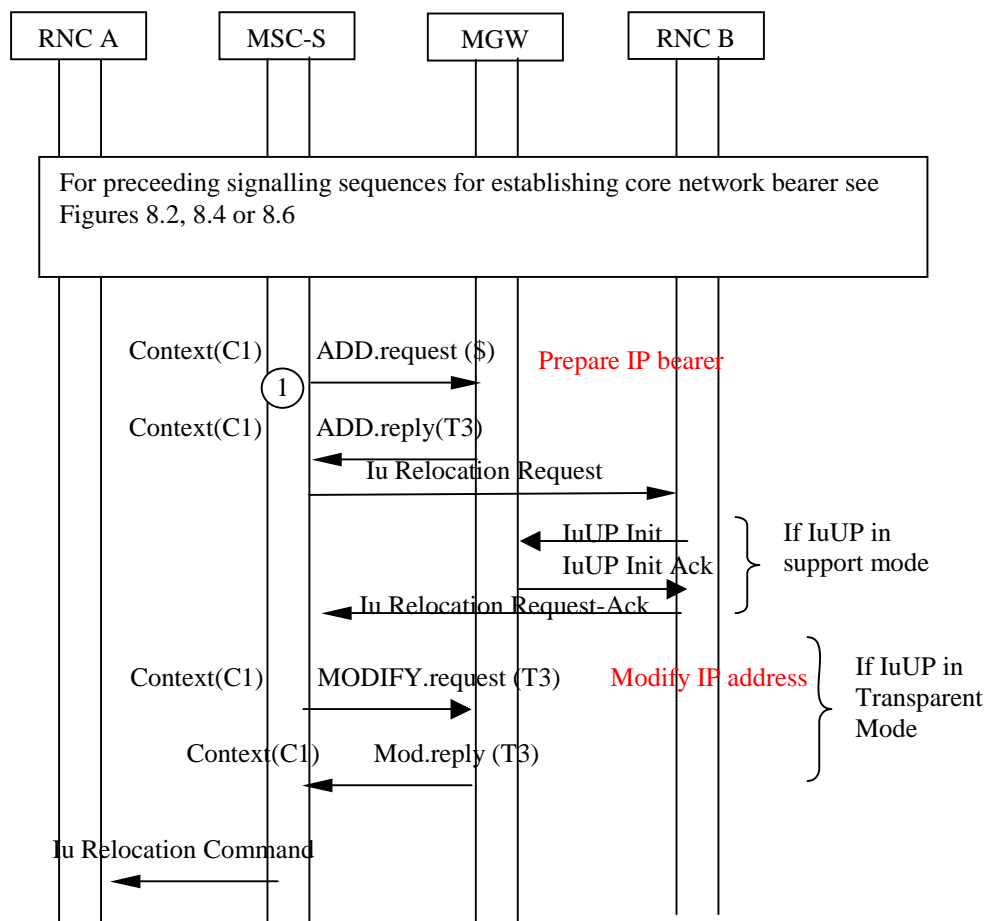 RNC A
MSC-S
MGW
RNC B
For preceeding signalling sequences for establishing core network bearer see
Figures 8.2, 8.4 or 8.6
Context(C1)
ADD.request ($)
Prepare IP bearer
1
Context(C1)
ADD.reply(T3)
Iu Relocation Request
IuUP Init
If IuUP in
support mode
IuUP Init Ack
Iu Relocation Request-Ack
Context(C1)
MODIFY.request (T3)
Modify IP address
If IuUP in
Transparent
Mode
Context(C1)
Mod.reply (T3)
Iu Relocation Command